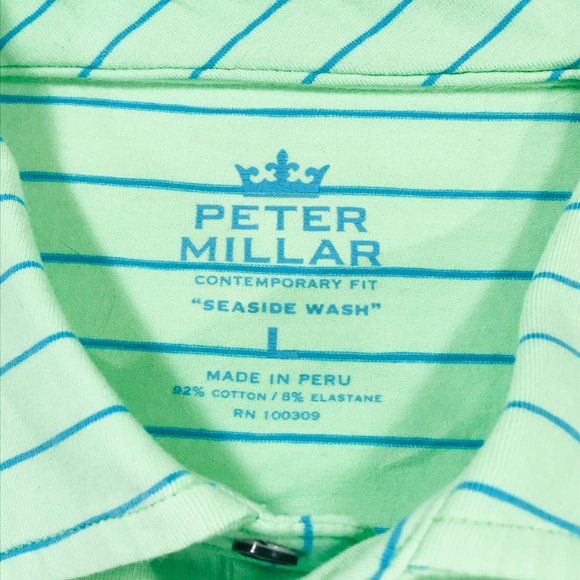 PETER
MILLAR
CONTEMPORARY FIT
"SEASIDE WASH"
L
MADE IN PERU
92% COTTON / 8% ELASTANE
RN 100309